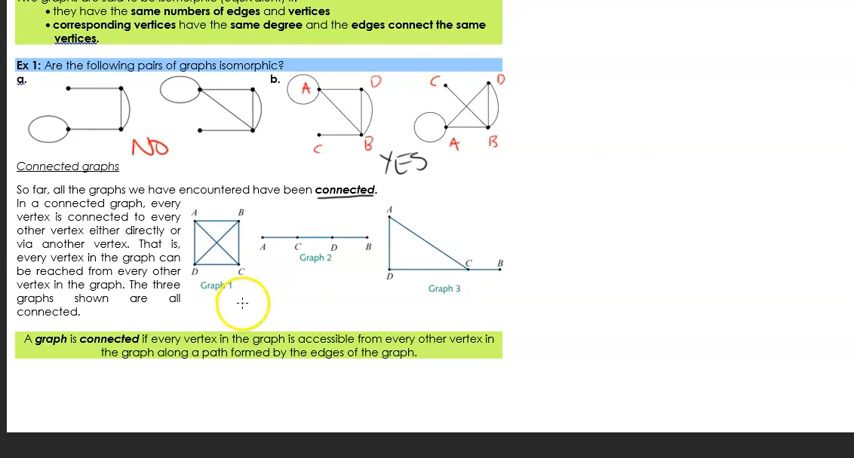 • they have the same numbers of edges and vertices
• corresponding vertices have the same degree and the edges connect the same
vertices.
Ex 1: Are the following pairs of graphs isomorphic?
a.
b.
A
D
C
B
C
D
A
B
NO
YES
Connected graphs
So far, all the graphs we have encountered have been connected.
In a connected graph, every
vertex is connected to every
other vertex either directly or
via another vertex. That is,
every vertex in the graph can
be reached from every other
vertex in the graph. The three
graphs shown are all
connected.
A B
D C
Graph 1
A C D B
Graph 2
A
C B
D
Graph 3
A graph is connected if every vertex in the graph is accessible from every other vertex in
the graph along a path formed by the edges of the graph.